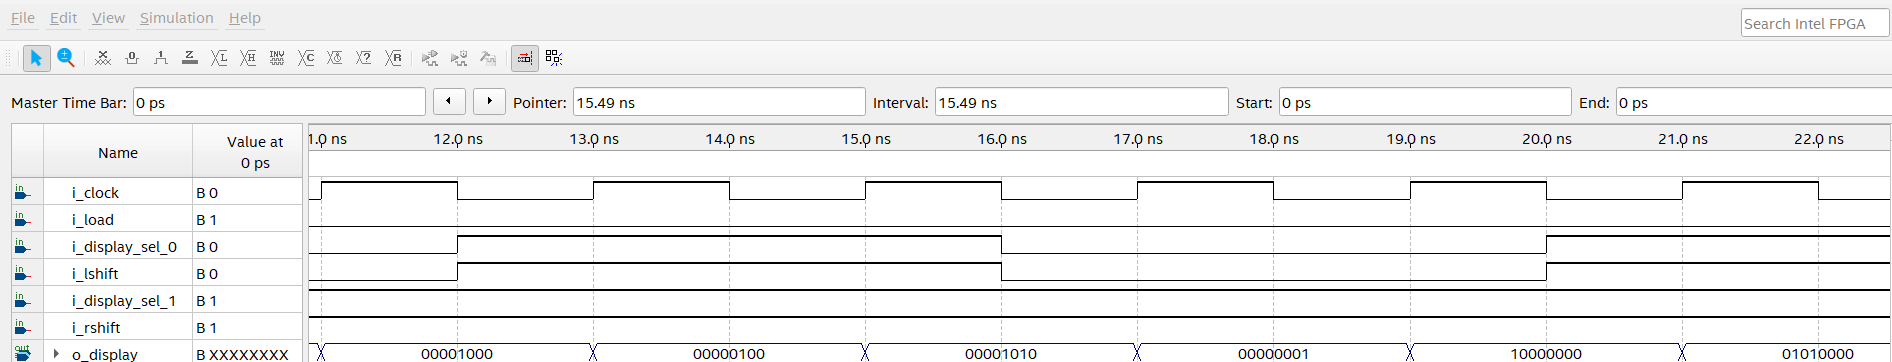 File Edit View Simulation Help
Search Intel FPGA
Master Time Bar: 0 ps Pointer: 15.49 ns Interval: 15.49 ns Start: 0 ps End: 0 ps
Name Value at 0 ps 1.0 ns 12.0 ns 13.0 ns 14.0 ns 15.0 ns 16.0 ns 17.0 ns 18.0 ns 19.0 ns 20.0 ns 21.0 ns 22.0 ns
in i_clock B 0
in i_load B 1
in i_display_sel_0 B 0
in i_lshift B 0
in i_display_sel_1 B 1
in i_rshift B 1
out o_display B XXXXXXXX 00001000 00000100 00001010 00000001 10000000 01010000